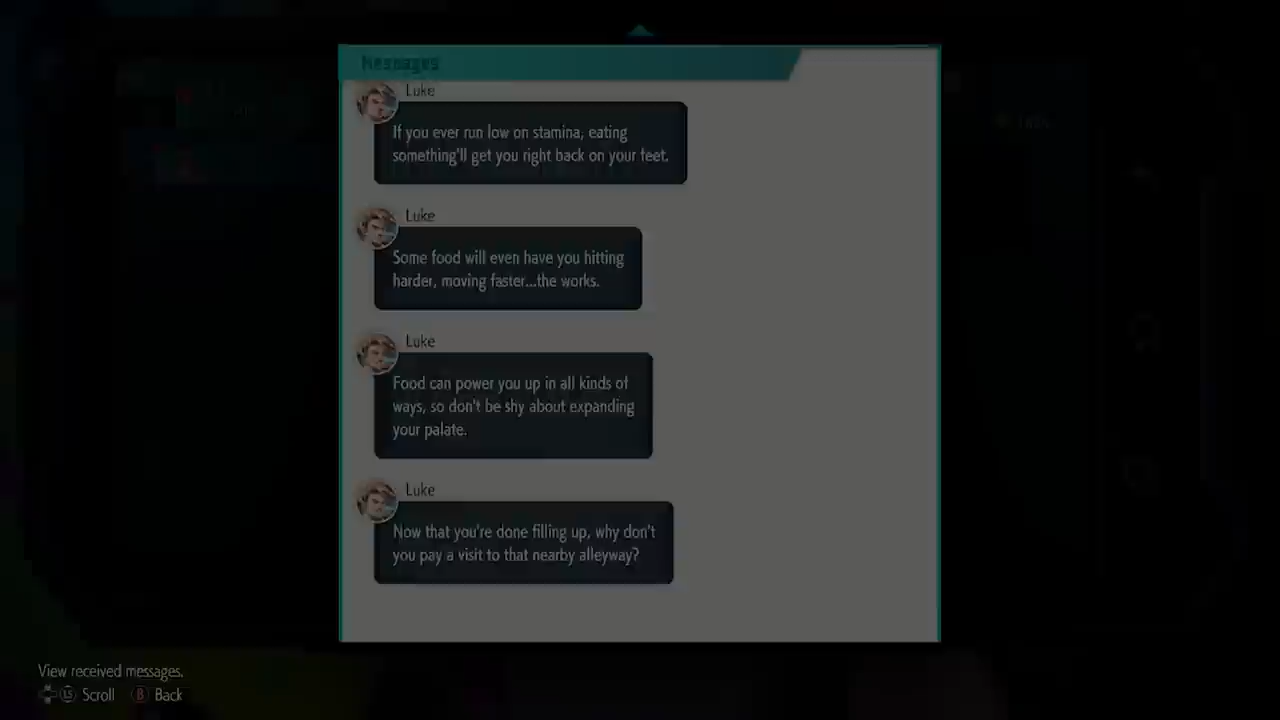 Messages
Luke
If you ever run low on stamina, eating
something'll get you right back on your feet.
Luke
Some food will even have you hitting
harder, moving faster...the works.
Luke
Food can power you up in all kinds of
ways, so don't be shy about expanding
your palate.
Luke
Now that you're done filling up, why don't
you pay a visit to that nearby alleyway?
View received messages.
LS Scroll B Back